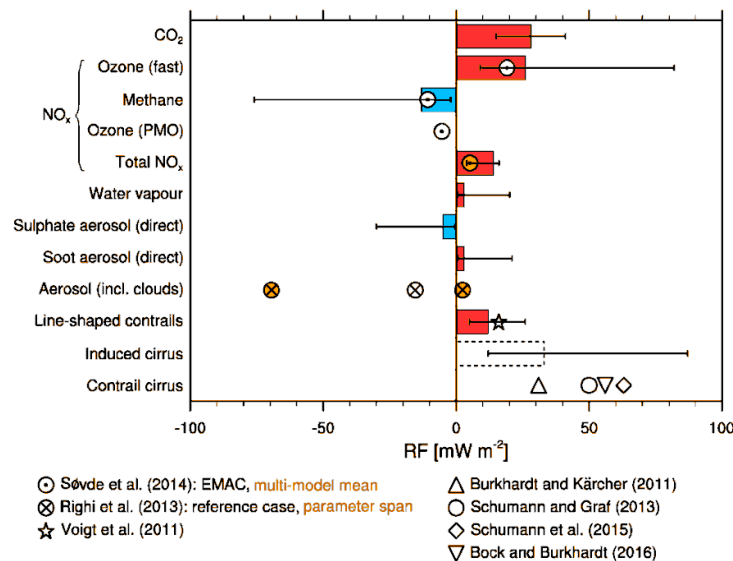 CO₂
Ozone (fast)
Methane
NOₓ
Ozone (PMO)
Total NOₓ
Water vapour
Sulphate aerosol (direct)
Soot aerosol (direct)
Aerosol (incl. clouds)
Line-shaped contrails
Induced cirrus
Contrail cirrus
-100 -50 0 50 100
RF [mW m⁻²]
Søvde et al. (2014): EMAC, multi-model mean
Righi et al. (2013): reference case, parameter span
Voigt et al. (2011)
Burkhardt and Kärcher (2011)
Schumann and Graf (2013)
Schumann et al. (2015)
Bock and Burkhardt (2016)